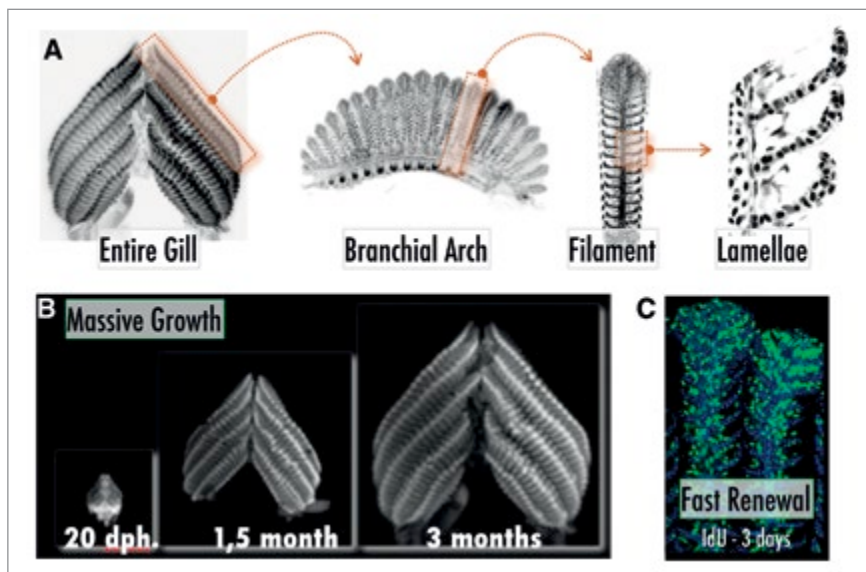 A
Entire Gill
Branchial Arch
Filament
Lamellae
B
Massive Growth
20 dph.
1,5 month
3 months
C
Fast Renewal
IdU - 3 days